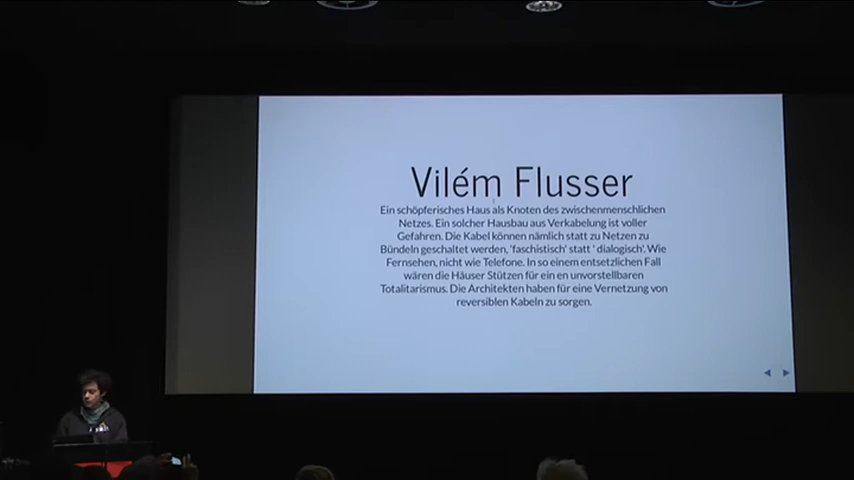 Vilém Flusser
Ein schöpferisches Haus als Knoten des zwischenmenschlichen
Netzes. Ein solcher Hausbau aus Verkabelung ist voller
Gefahren. Die Kabel können nämlich statt zu Netzen zu
Bündeln geschaltet werden, 'faschistisch' statt ' dialogisch'. Wie
Fernsehen, nicht wie Telefone. In so einem entsetzlichen Fall
wären die Häuser Stützen für ein en unvorstellbaren
Totalitarismus. Die Architekten haben für eine Vernetzung von
reversiblen Kabeln zu sorgen.